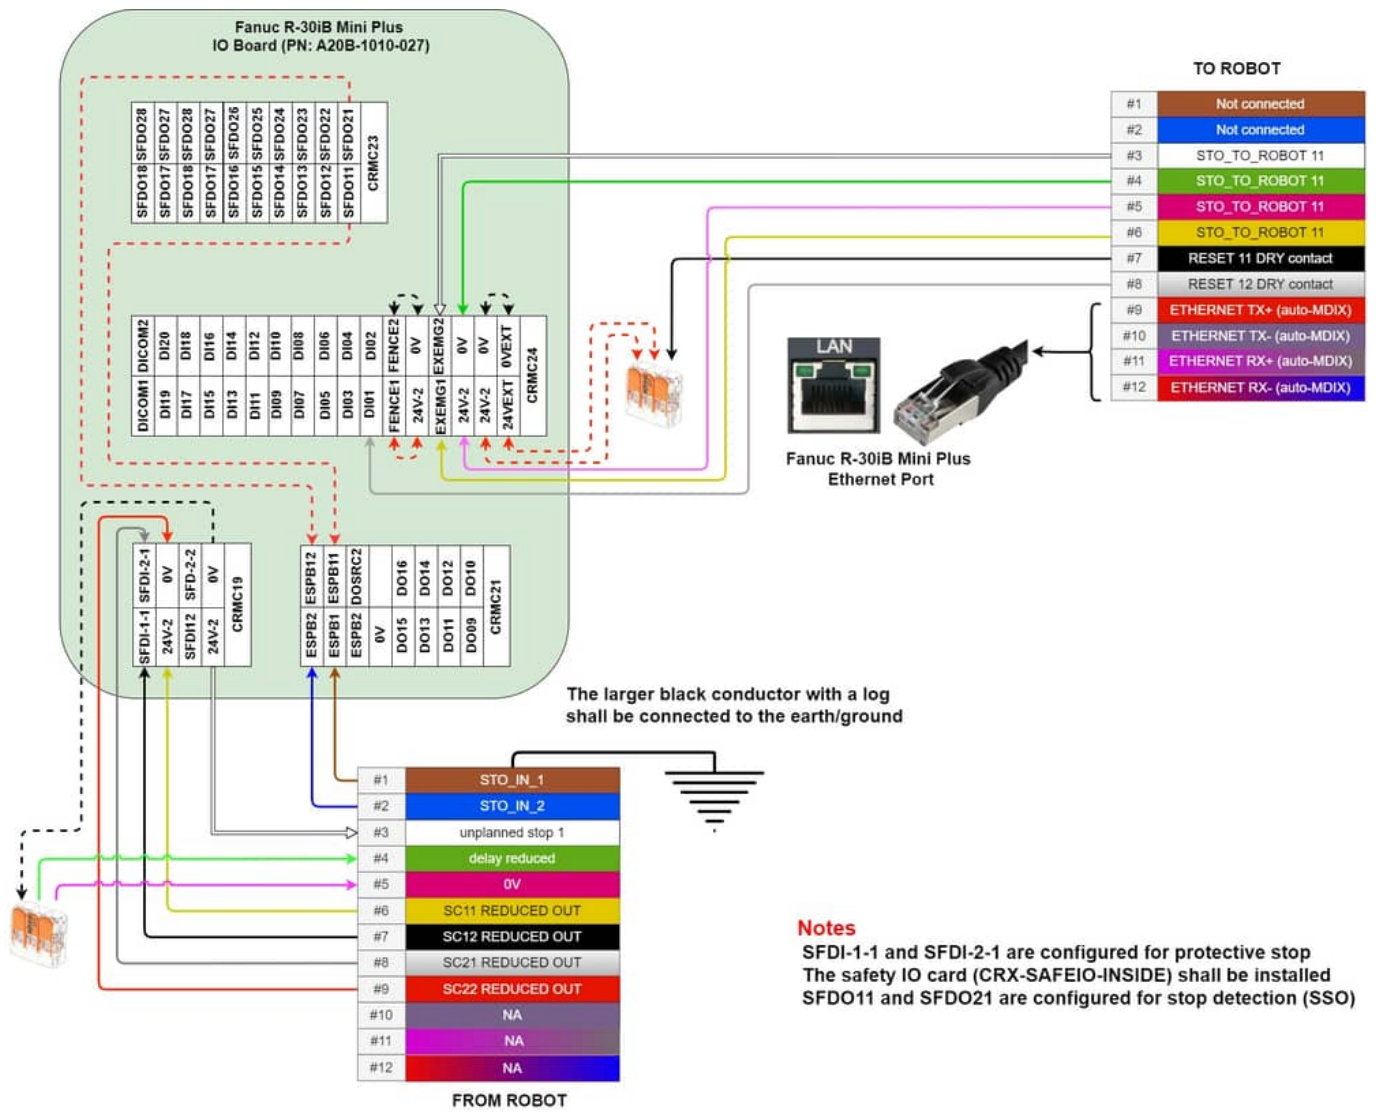 Fanuc R-30iB Mini Plus
IO Board (PN: A20B-1010-027)
SFDO28 SFDO27 SFDO28 SFDO27 SFDO26 SFDO25 SFDO24 SFDO23 SFDO22 SFDO21
SFDO18 SFDO17 SFDO18 SFDO17 SFDO16 SFDO15 SFDO14 SFDO13 SFDO12 SFDO11
CRMC23
DICOM2 DI20 DI18 DI16 DI14 DI12 DI10 DI08 DI06 DI04 DI02 FENCE2 0V EXEMG2 0V 0V 0VEXT
DICOM1 DI19 DI17 DI15 DI13 DI11 DI09 DI07 DI05 DI03 DI01 FENCE1 24V-2 EXEMG1 24V-2 24V-2 24VEXT
CRMC24
SFDI-2-1 0V SFD-2-2 0V
SFDI-1-1 24V-2 SFDI12 24V-2
CRMC19
ESPB12 ESPB11 DOSRC2 DO16 DO14 DO12 DO10
ESPB2 ESPB1 ESPB2 0V DO15 DO13 DO11 DO09
CRMC21
TO ROBOT
#1 Not connected
#2 Not connected
#3 STO_TO_ROBOT 11
#4 STO_TO_ROBOT 11
#5 STO_TO_ROBOT 11
#6 STO_TO_ROBOT 11
#7 RESET 11 DRY contact
#8 RESET 12 DRY contact
#9 ETHERNET TX+ (auto-MDIX)
#10 ETHERNET TX- (auto-MDIX)
#11 ETHERNET RX+ (auto-MDIX)
#12 ETHERNET RX- (auto-MDIX)
LAN
Fanuc R-30iB Mini Plus
Ethernet Port
The larger black conductor with a log
shall be connected to the earth/ground
#1 STO_IN_1
#2 STO_IN_2
#3 unplanned stop 1
#4 delay reduced
#5 0V
#6 SC11 REDUCED OUT
#7 SC12 REDUCED OUT
#8 SC21 REDUCED OUT
#9 SC22 REDUCED OUT
#10 NA
#11 NA
#12 NA
FROM ROBOT
Notes
SFDI-1-1 and SFDI-2-1 are configured for protective stop
The safety IO card (CRX-SAFEIO-INSIDE) shall be installed
SFDO11 and SFDO21 are configured for stop detection (SSO)